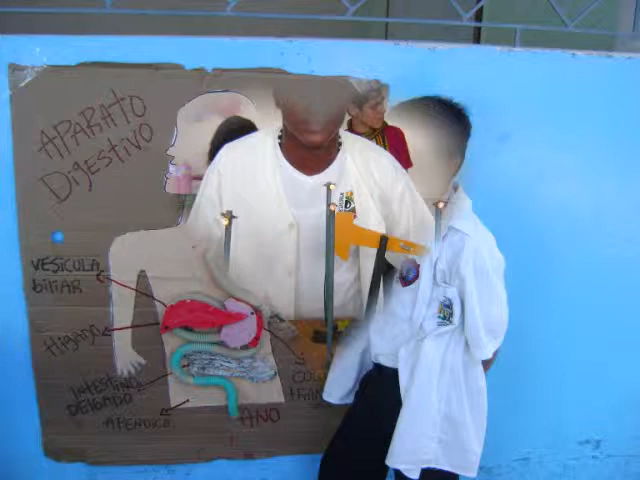 APARATO
DigESTIVO
VESICULA
biliAR
HIGADO
INTESTINO
DELGADO
APENDICE
ANO